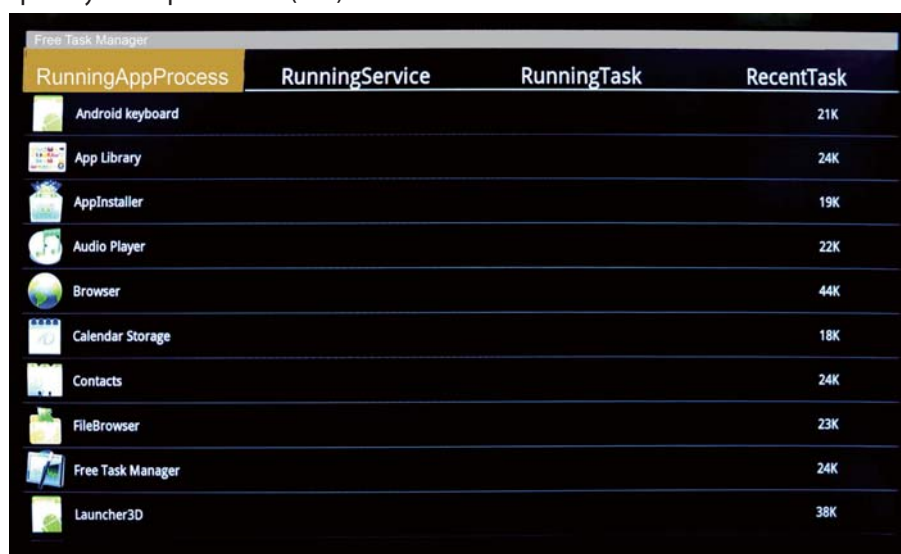 Free Task Manager
RunningAppProcess RunningService RunningTask RecentTask
Android keyboard 21K
App Library 24K
AppInstaller 19K
Audio Player 22K
Browser 44K
Calendar Storage 18K
Contacts 24K
FileBrowser 23K
Free Task Manager 24K
Launcher3D 38K